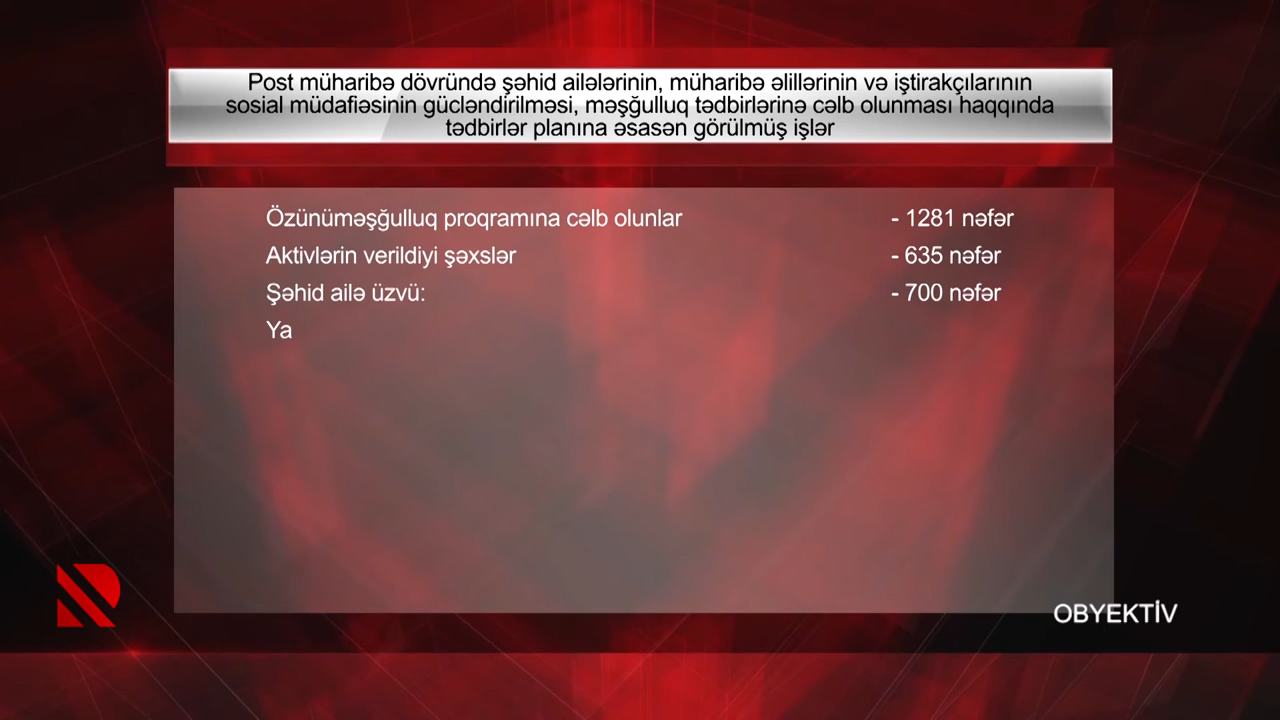 Post müharibə dövründə şəhid ailələrinin, müharibə əlillərinin və iştirakçılarının
sosial müdafiəsinin gücləndirilməsi, məşğulluq tədbirlərinə cəlb olunması haqqında
tədbirlər planına əsasən görülmüş işlər
Özünüməşğulluq proqramına cəlb olunlar - 1281 nəfər
Aktivlərin verildiyi şəxslər - 635 nəfər
Şəhid ailə üzvü: - 700 nəfər
Ya
OBYEKTİV